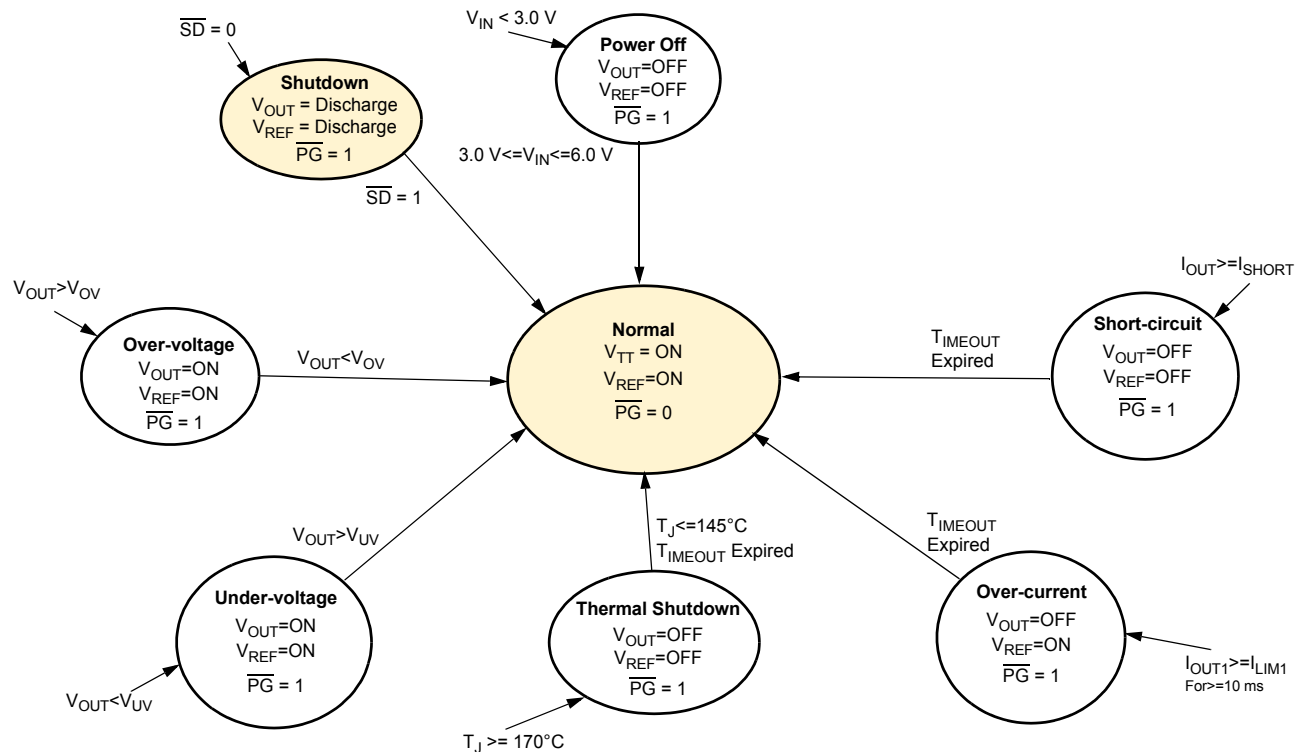 SD = 0
Shutdown
VOUT = Discharge
VREF = Discharge
PG = 1
SD = 1
VIN < 3.0 V
Power Off
VOUT=OFF
VREF=OFF
PG = 1
3.0 V<=VIN<=6.0 V
VOUT>VOV
Over-voltage
VOUT=ON
VREF=ON
PG = 1
VOUT<VOV
Normal
VTT = ON
VREF=ON
PG = 0
IOUT>=ISHORT
Short-circuit
VOUT=OFF
VREF=OFF
PG = 1
TIMEOUT
Expired
VOUT<VUV
Under-voltage
VOUT=ON
VREF=ON
PG = 1
VOUT>VUV
TJ<=145°C
TIMEOUT Expired
Thermal Shutdown
VOUT=OFF
VREF=OFF
PG = 1
TJ >= 170°C
TIMEOUT
Expired
Over-current
VOUT=OFF
VREF=ON
PG = 1
IOUT1>=ILIM1
For>=10 ms